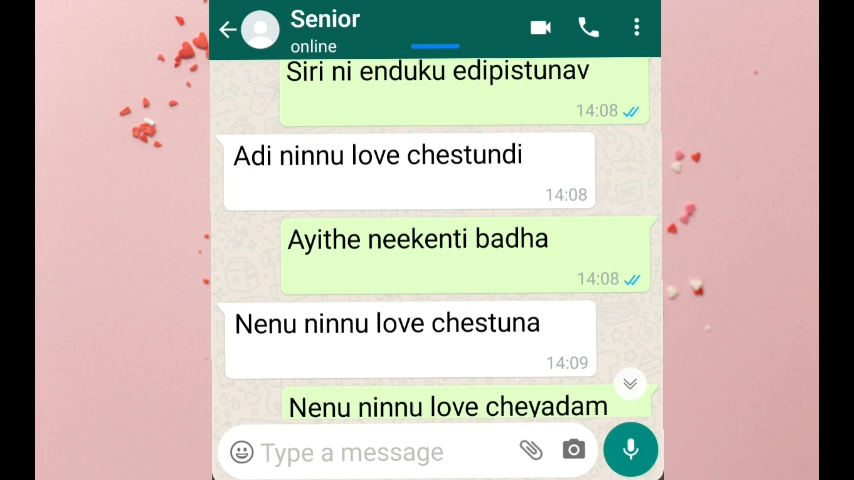 Senior
online
Siri ni enduku edipistunav
14:08
Adi ninnu love chestundi
14:08
Ayithe neekenti badha
14:08
Nenu ninnu love chestuna
14:09
Nenu ninnu love cheyadam
Type a message